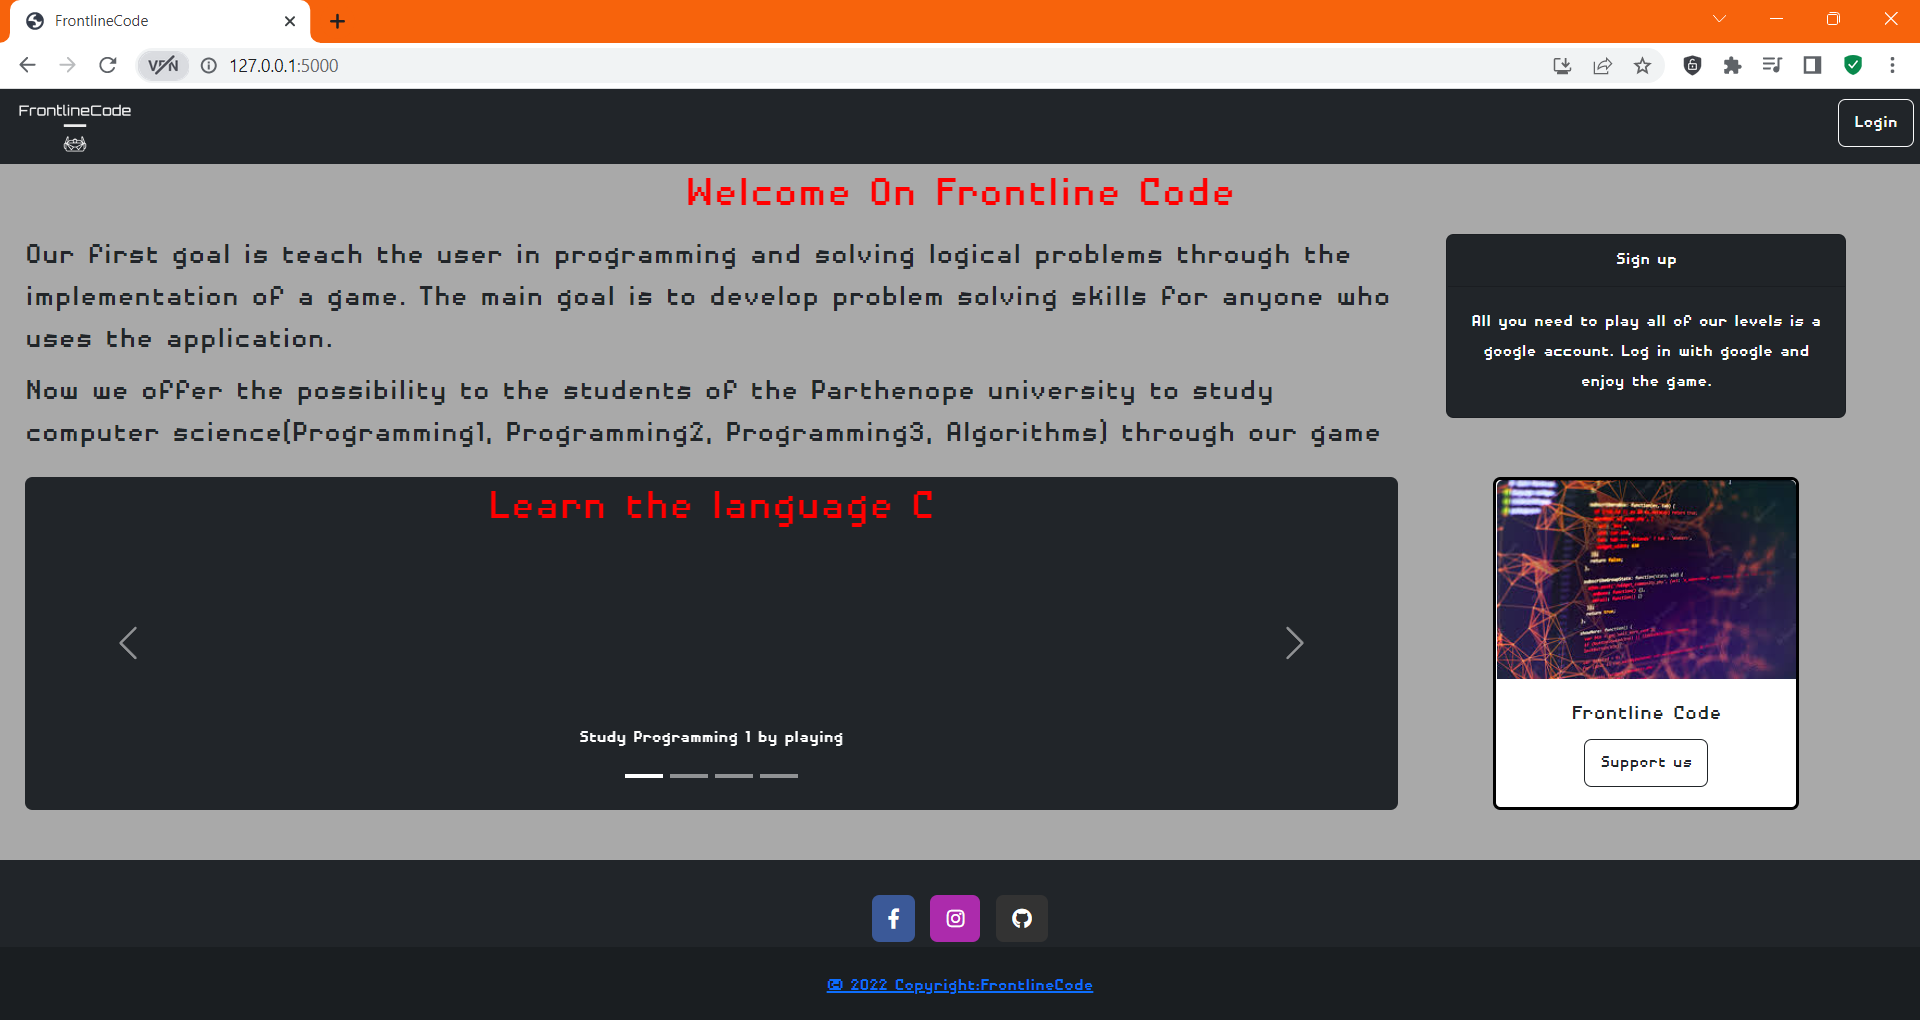 FrontlineCode
VPN
127.0.0.1:5000
FrontlineCode
Login
Welcome On Frontline Code
Our first goal is teach the user in programming and solving logical problems through the
implementation of a game. The main goal is to develop problem solving skills for anyone who
uses the application.
Now we offer the possibility to the students of the Parthenope university to study
computer science(Programming1, Programming2, Programming3, Algorithms) through our game
Sign up
All you need to play all of our levels is a
google account. Log in with google and
enjoy the game.
Learn the language C
Study Programming 1 by playing
return false;
Frontline Code
Support us
© 2022 Copyright:FrontlineCode